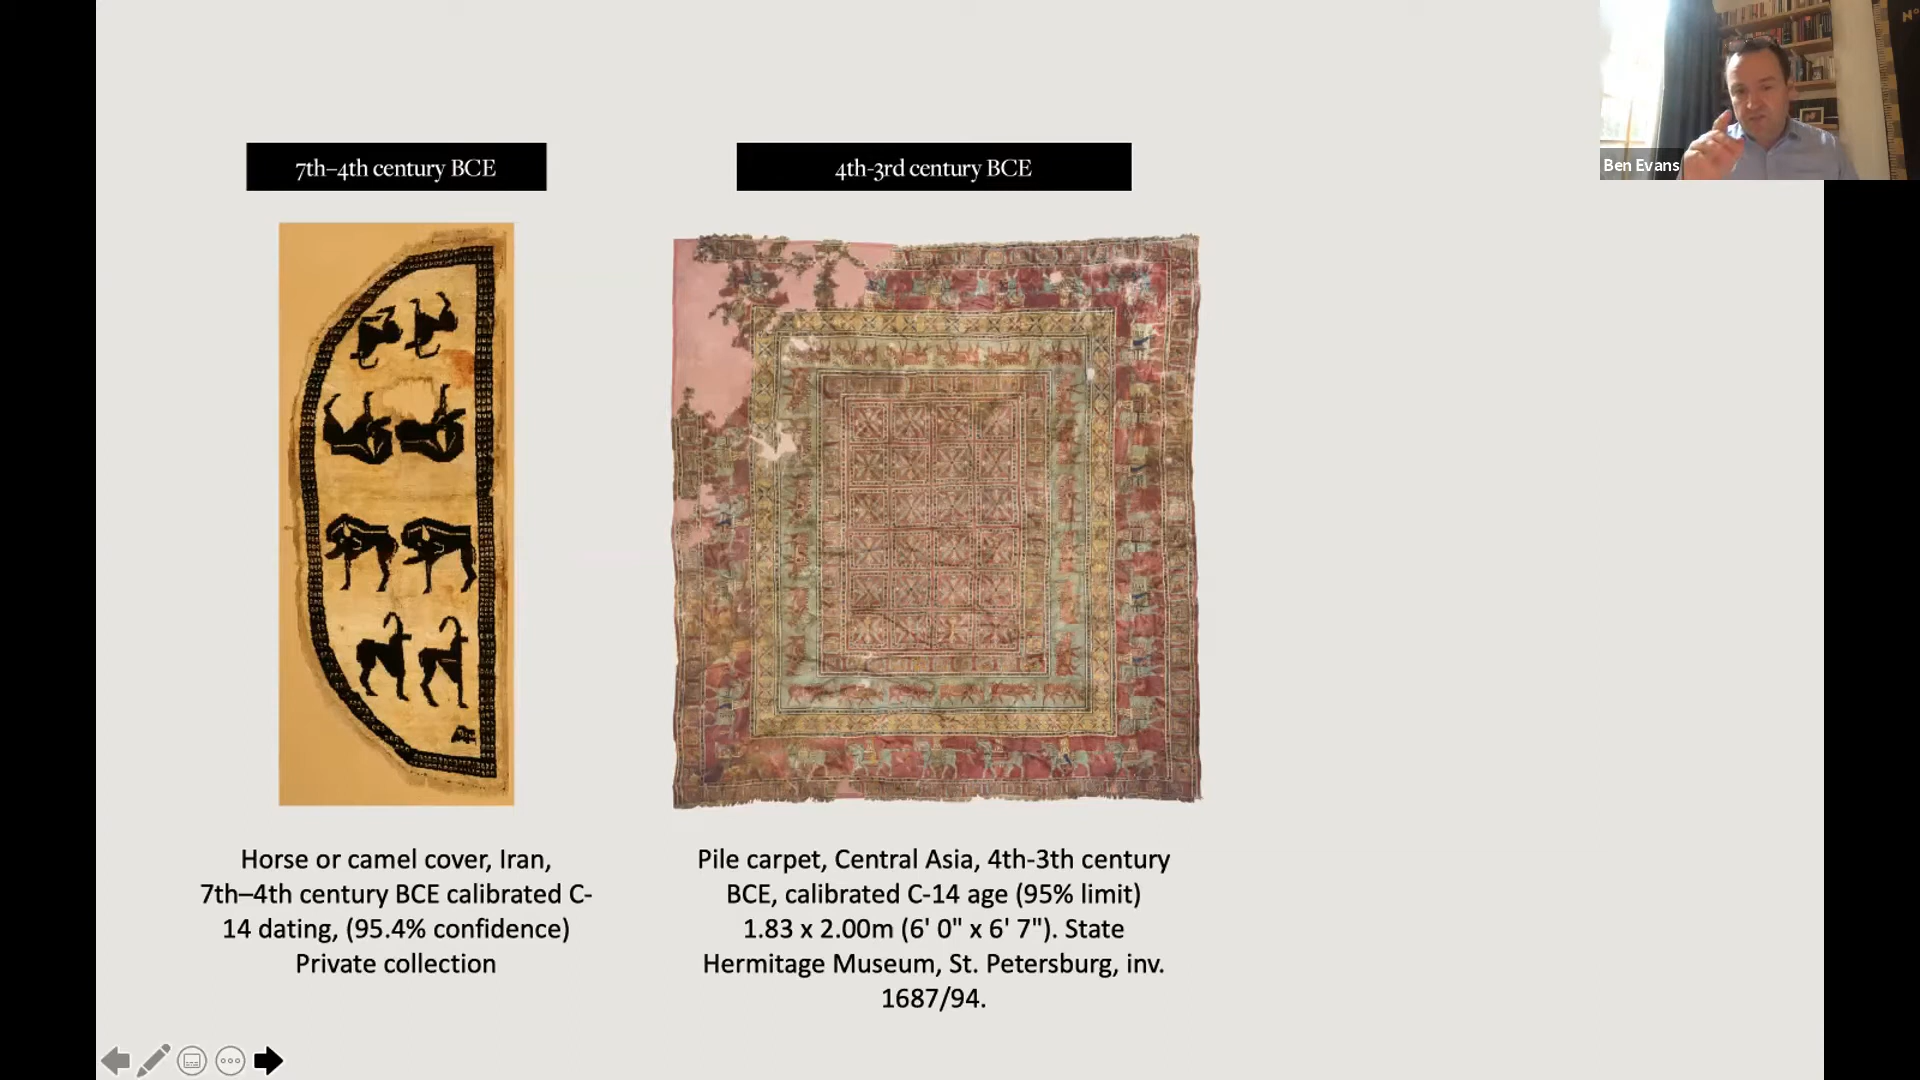 7th–4th century BCE
4th-3rd century BCE
Ben Evans
Horse or camel cover, Iran,
7th–4th century BCE calibrated C-
14 dating, (95.4% confidence)
Private collection
Pile carpet, Central Asia, 4th-3th century
BCE, calibrated C-14 age (95% limit)
1.83 x 2.00m (6' 0" x 6' 7"). State
Hermitage Museum, St. Petersburg, inv.
1687/94.